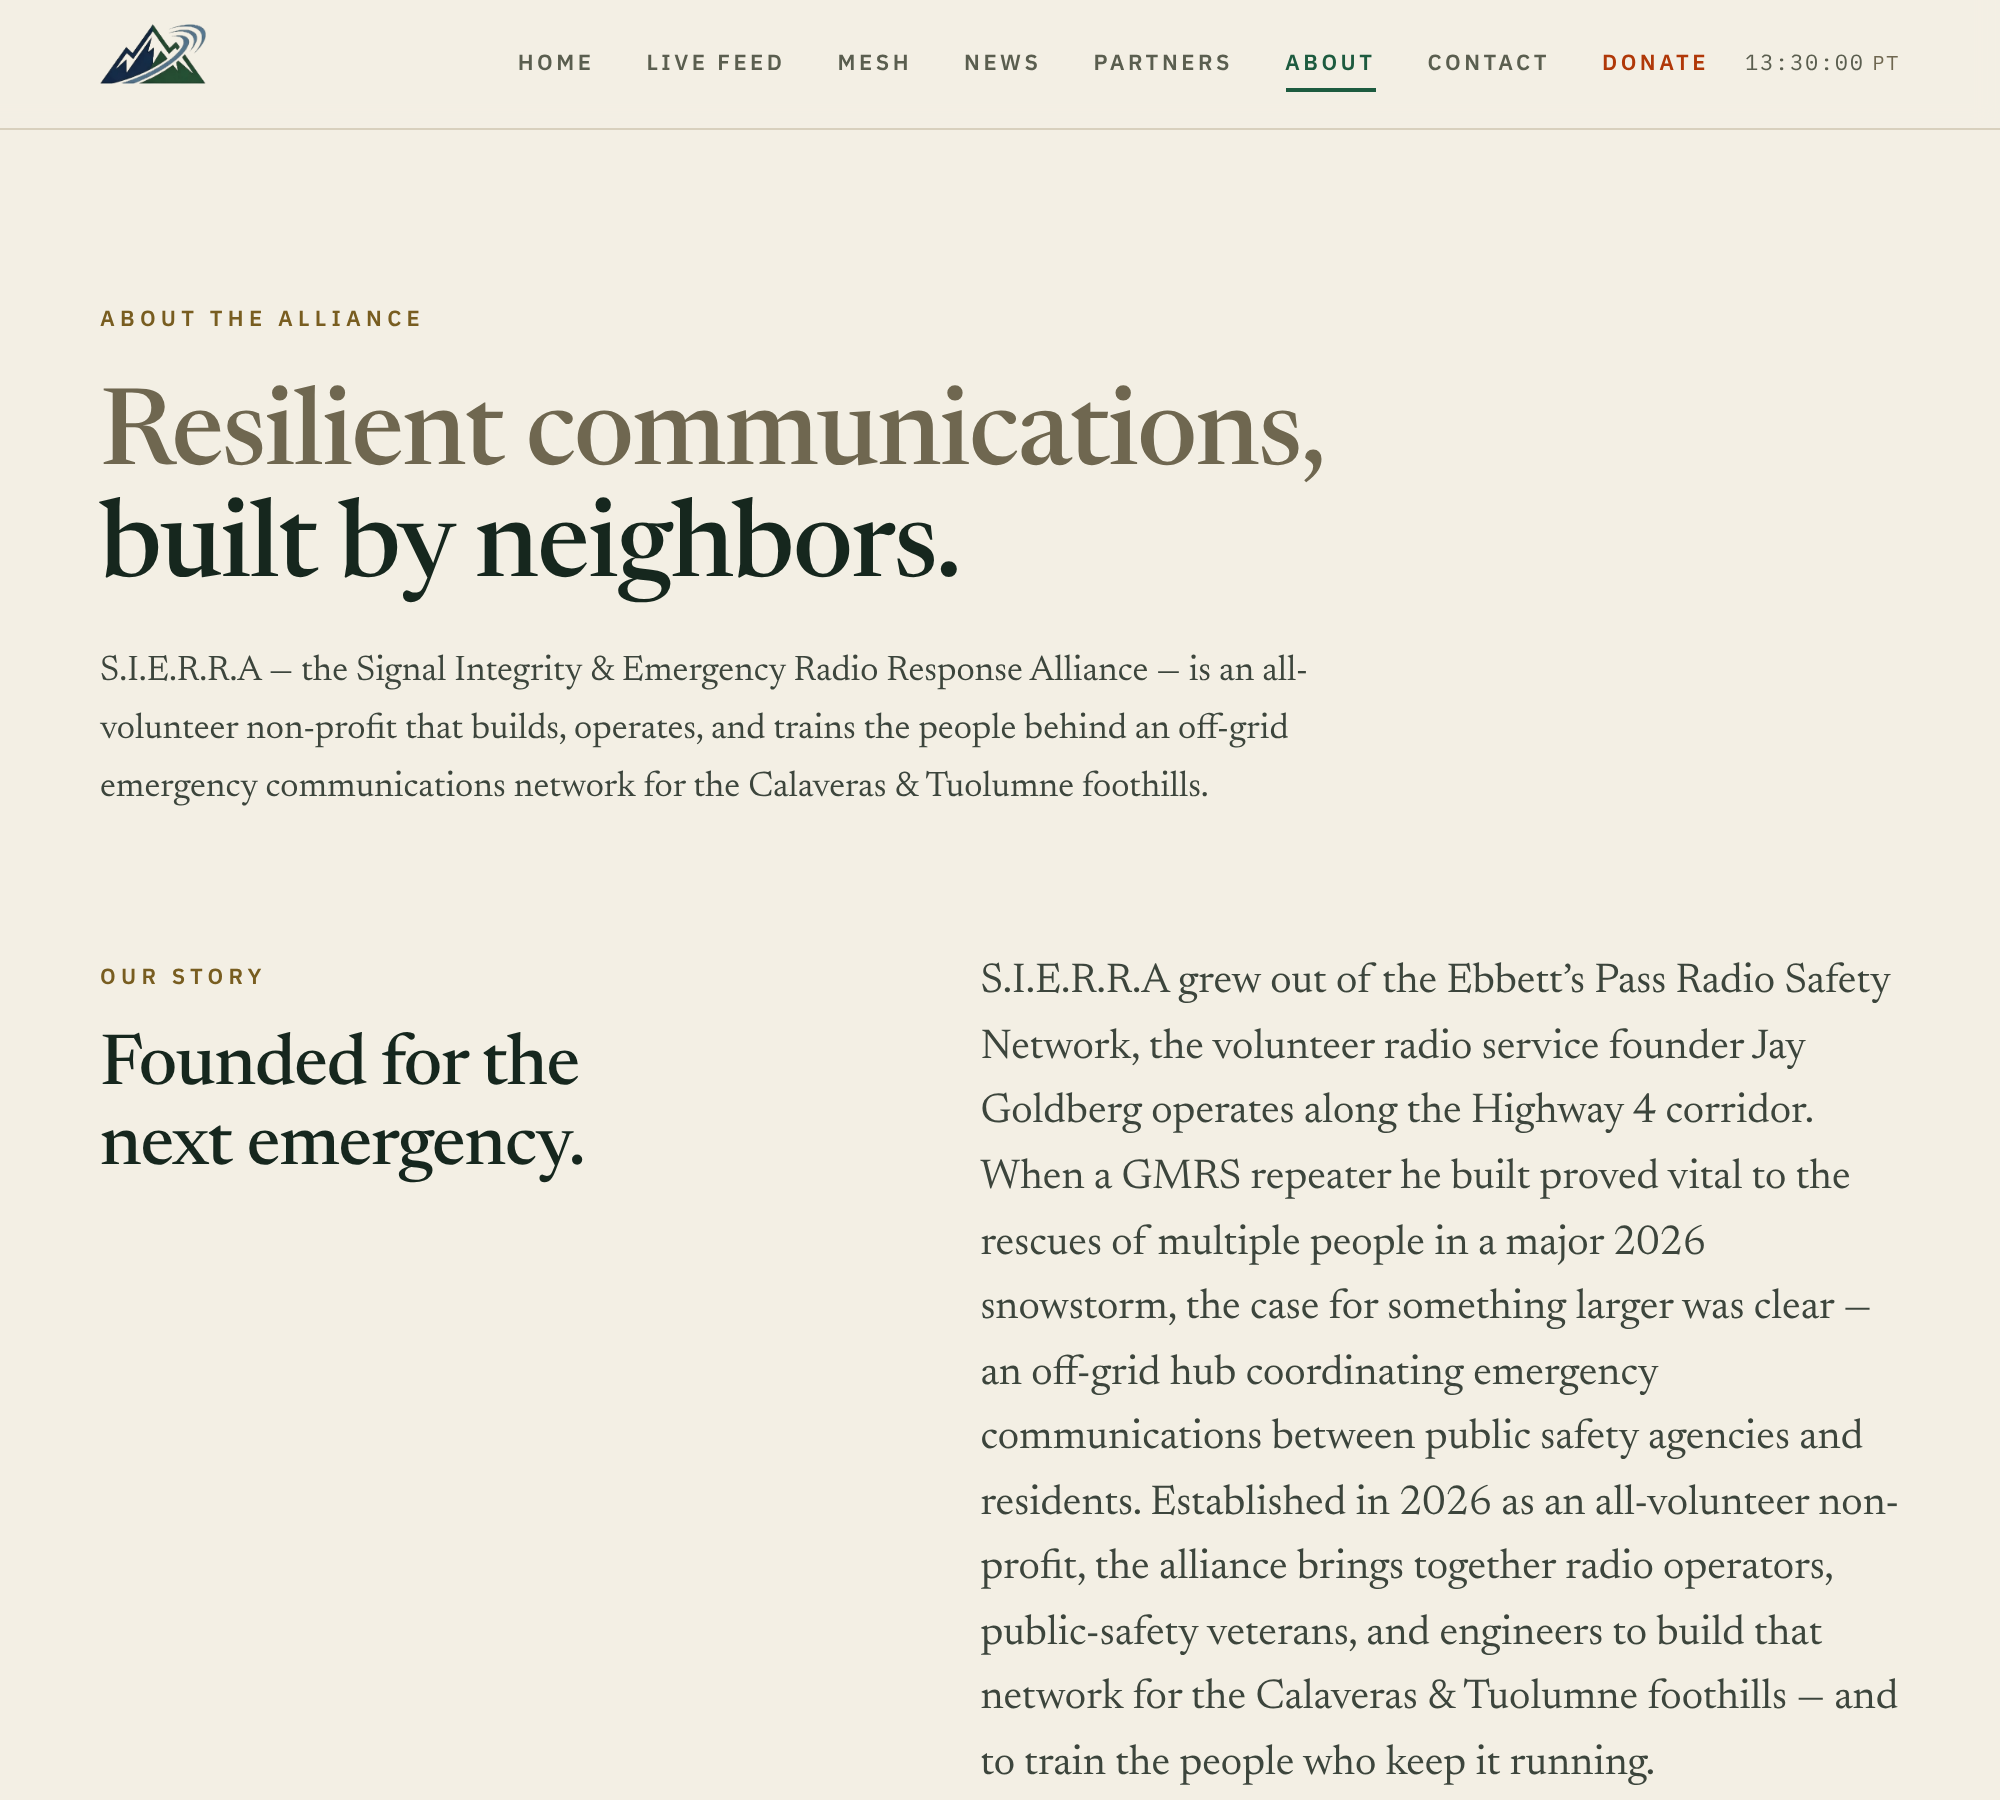 HOME LIVE FEED MESH NEWS PARTNERS ABOUT CONTACT DONATE 13:30:00 PT
ABOUT THE ALLIANCE
Resilient communications,
built by neighbors.
S.I.E.R.R.A — the Signal Integrity & Emergency Radio Response Alliance — is an all-
volunteer non-profit that builds, operates, and trains the people behind an off-grid
emergency communications network for the Calaveras & Tuolumne foothills.
OUR STORY
Founded for the
next emergency.
S.I.E.R.R.A grew out of the Ebbett’s Pass Radio Safety
Network, the volunteer radio service founder Jay
Goldberg operates along the Highway 4 corridor.
When a GMRS repeater he built proved vital to the
rescues of multiple people in a major 2026
snowstorm, the case for something larger was clear —
an off-grid hub coordinating emergency
communications between public safety agencies and
residents. Established in 2026 as an all-volunteer non-
profit, the alliance brings together radio operators,
public-safety veterans, and engineers to build that
network for the Calaveras & Tuolumne foothills — and
to train the people who keep it running.